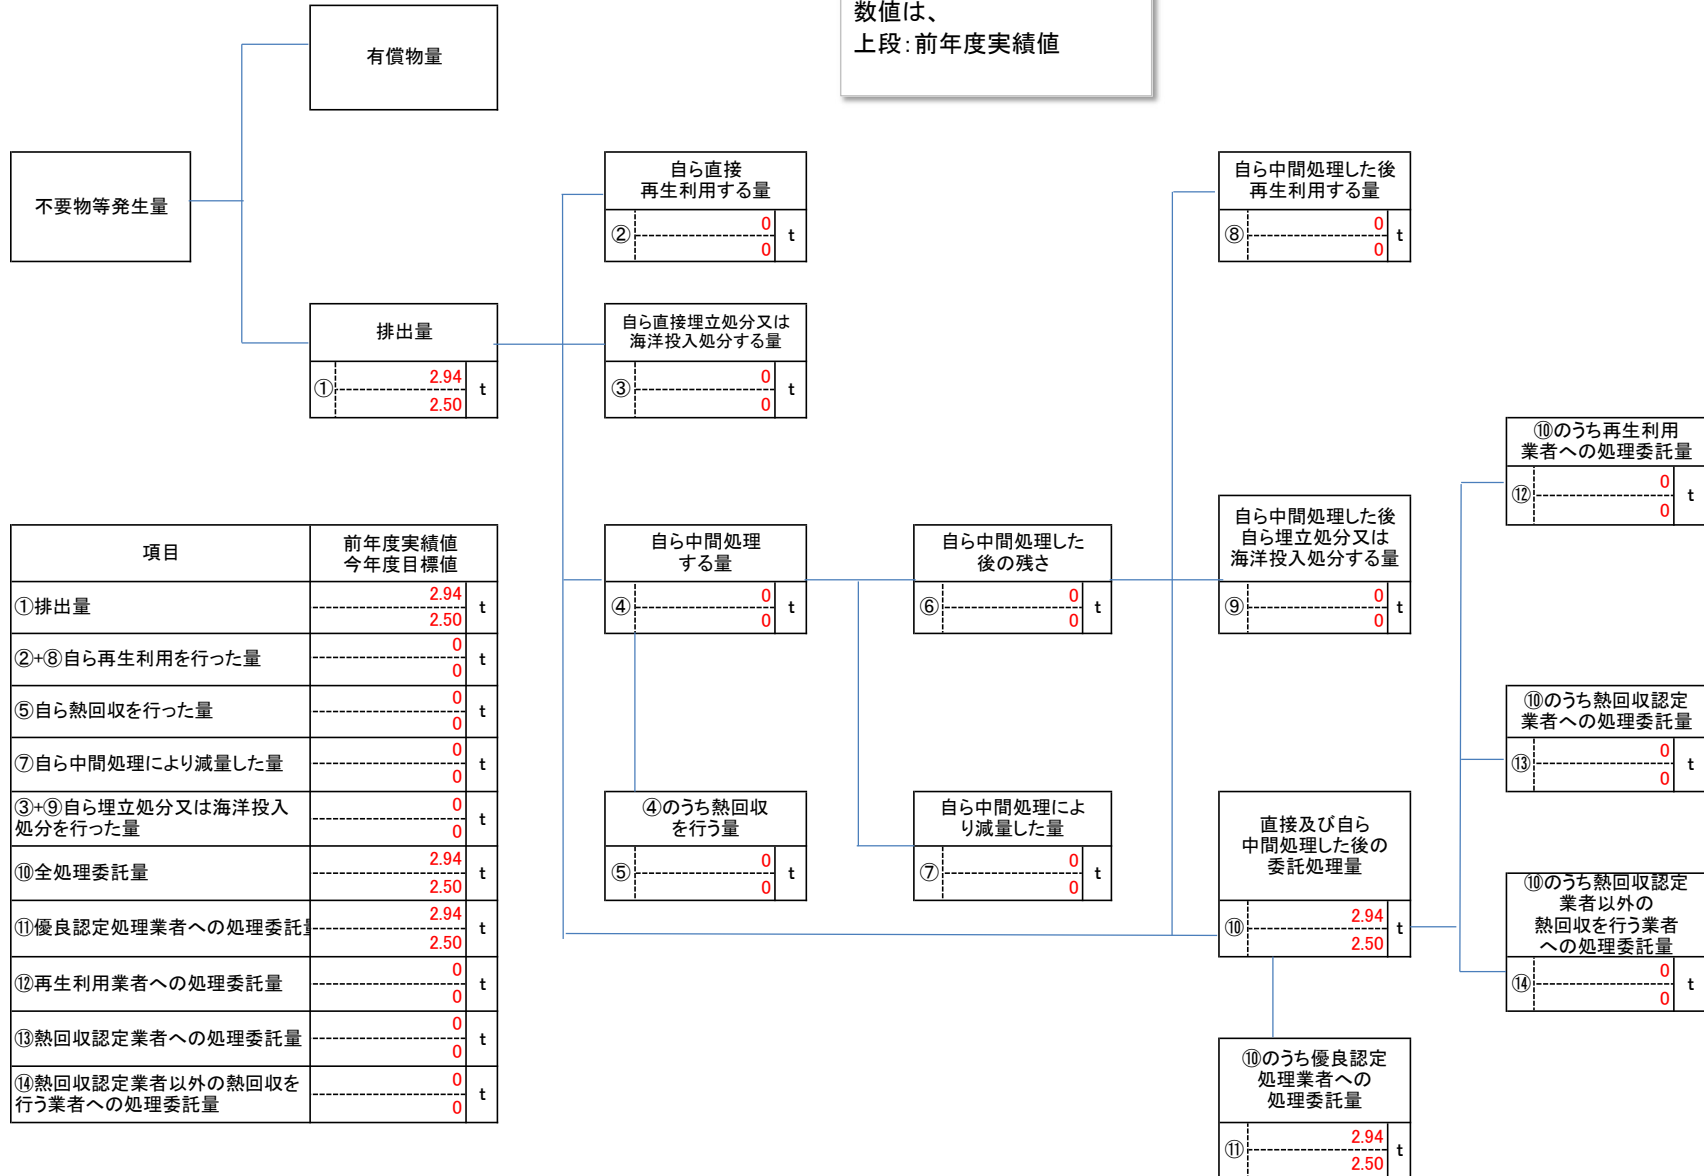 数値は、
上段：前年度実績値
有償物量
不要物等発生量
自ら直接
再生利用する量
②
0
0
t
自ら中間処理した後
再生利用する量
⑧
0
0
t
排出量
①
2.94
2.50
t
自ら直接埋立処分又は
海洋投入処分する量
③
0
0
t
⑩のうち再生利用
業者への処理委託量
⑫
0
0
t
自ら中間処理
する量
④
0
0
t
自ら中間処理した
後の残さ
⑥
0
0
t
自ら中間処理した後
自ら埋立処分又は
海洋投入処分する量
⑨
0
0
t
⑩のうち熱回収認定
業者への処理委託量
⑬
0
0
t
④のうち熱回収
を行う量
⑤
0
0
t
自ら中間処理によ
り減量した量
⑦
0
0
t
直接及び自ら
中間処理した後の
委託処理量
⑩
2.94
2.50
t
⑩のうち熱回収認定
業者以外の
熱回収を行う業者
への処理委託量
⑭
0
0
t
⑩のうち優良認定
処理業者への
処理委託量
⑪
2.94
2.50
t
項目
前年度実績値
今年度目標値
①排出量
2.94
2.50
t
②+⑧自ら再生利用を行った量
0
0
t
⑤自ら熱回収を行った量
0
0
t
⑦自ら中間処理により減量した量
0
0
t
③+⑨自ら埋立処分又は海洋投入
処分を行った量
0
0
t
⑩全処理委託量
2.94
2.50
t
⑪優良認定処理業者への処理委託
2.94
2.50
t
⑫再生利用業者への処理委託量
0
0
t
⑬熱回収認定業者への処理委託量
0
0
t
⑭熱回収認定業者以外の熱回収を
行う業者への処理委託量
0
0
t